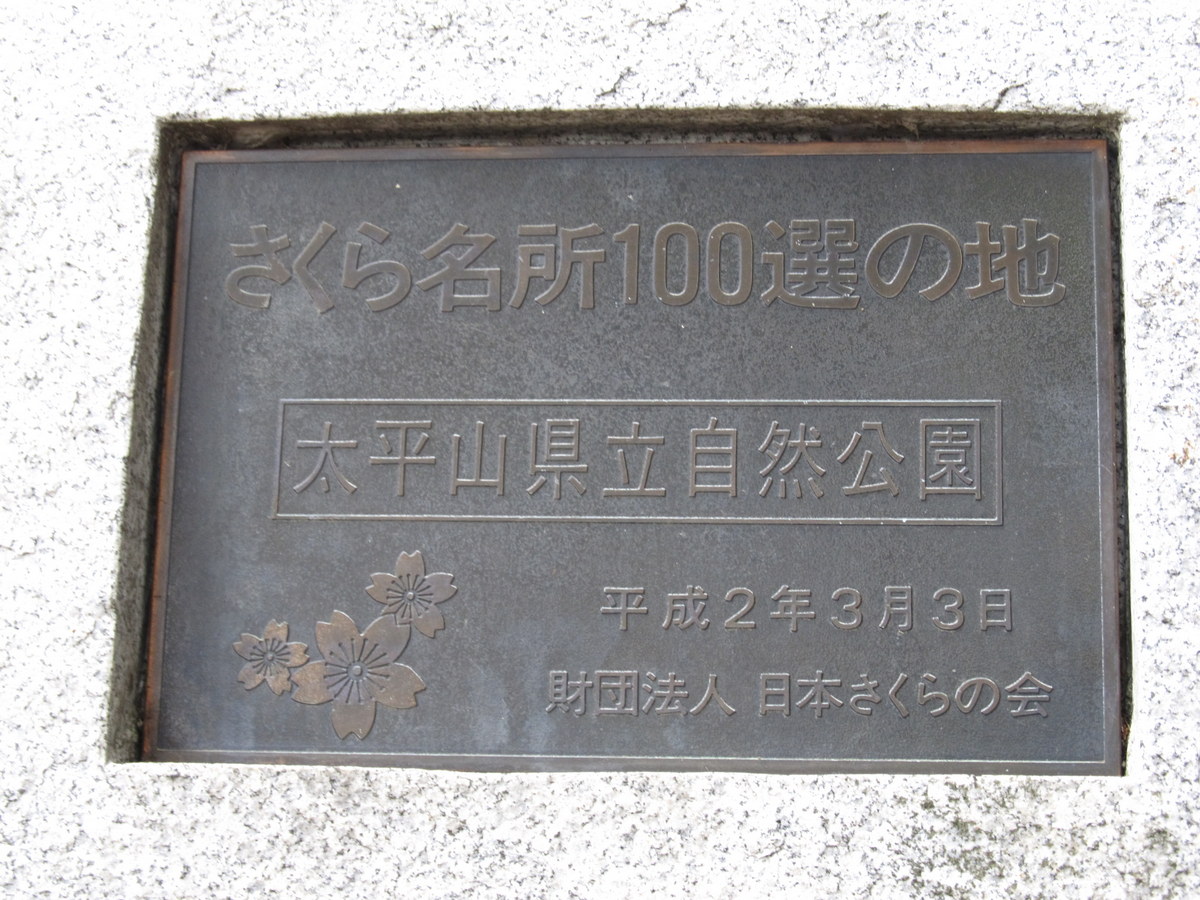 さくら名所100選の地
太平山県立自然公園
平成2年3月3日
財団法人 日本さくらの会